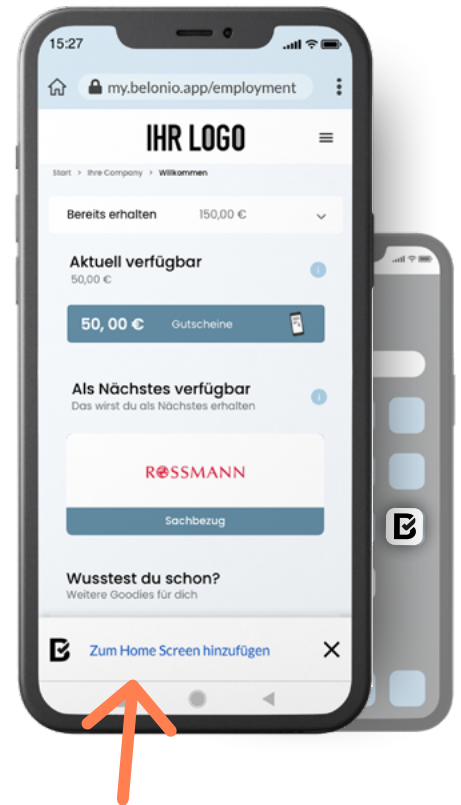 15:27
my.belonio.app/employment
IHR LOGO
Start > Ihre Company > Willkommen
Bereits erhalten 150,00 €
Aktuell verfügbar
50,00 €
50, 00 € Gutscheine
Als Nächstes verfügbar
Das wirst du als Nächstes erhalten
ROSSMANN
Sachbezug
Wusstest du schon?
Weitere Goodies für dich
Zum Home Screen hinzufügen